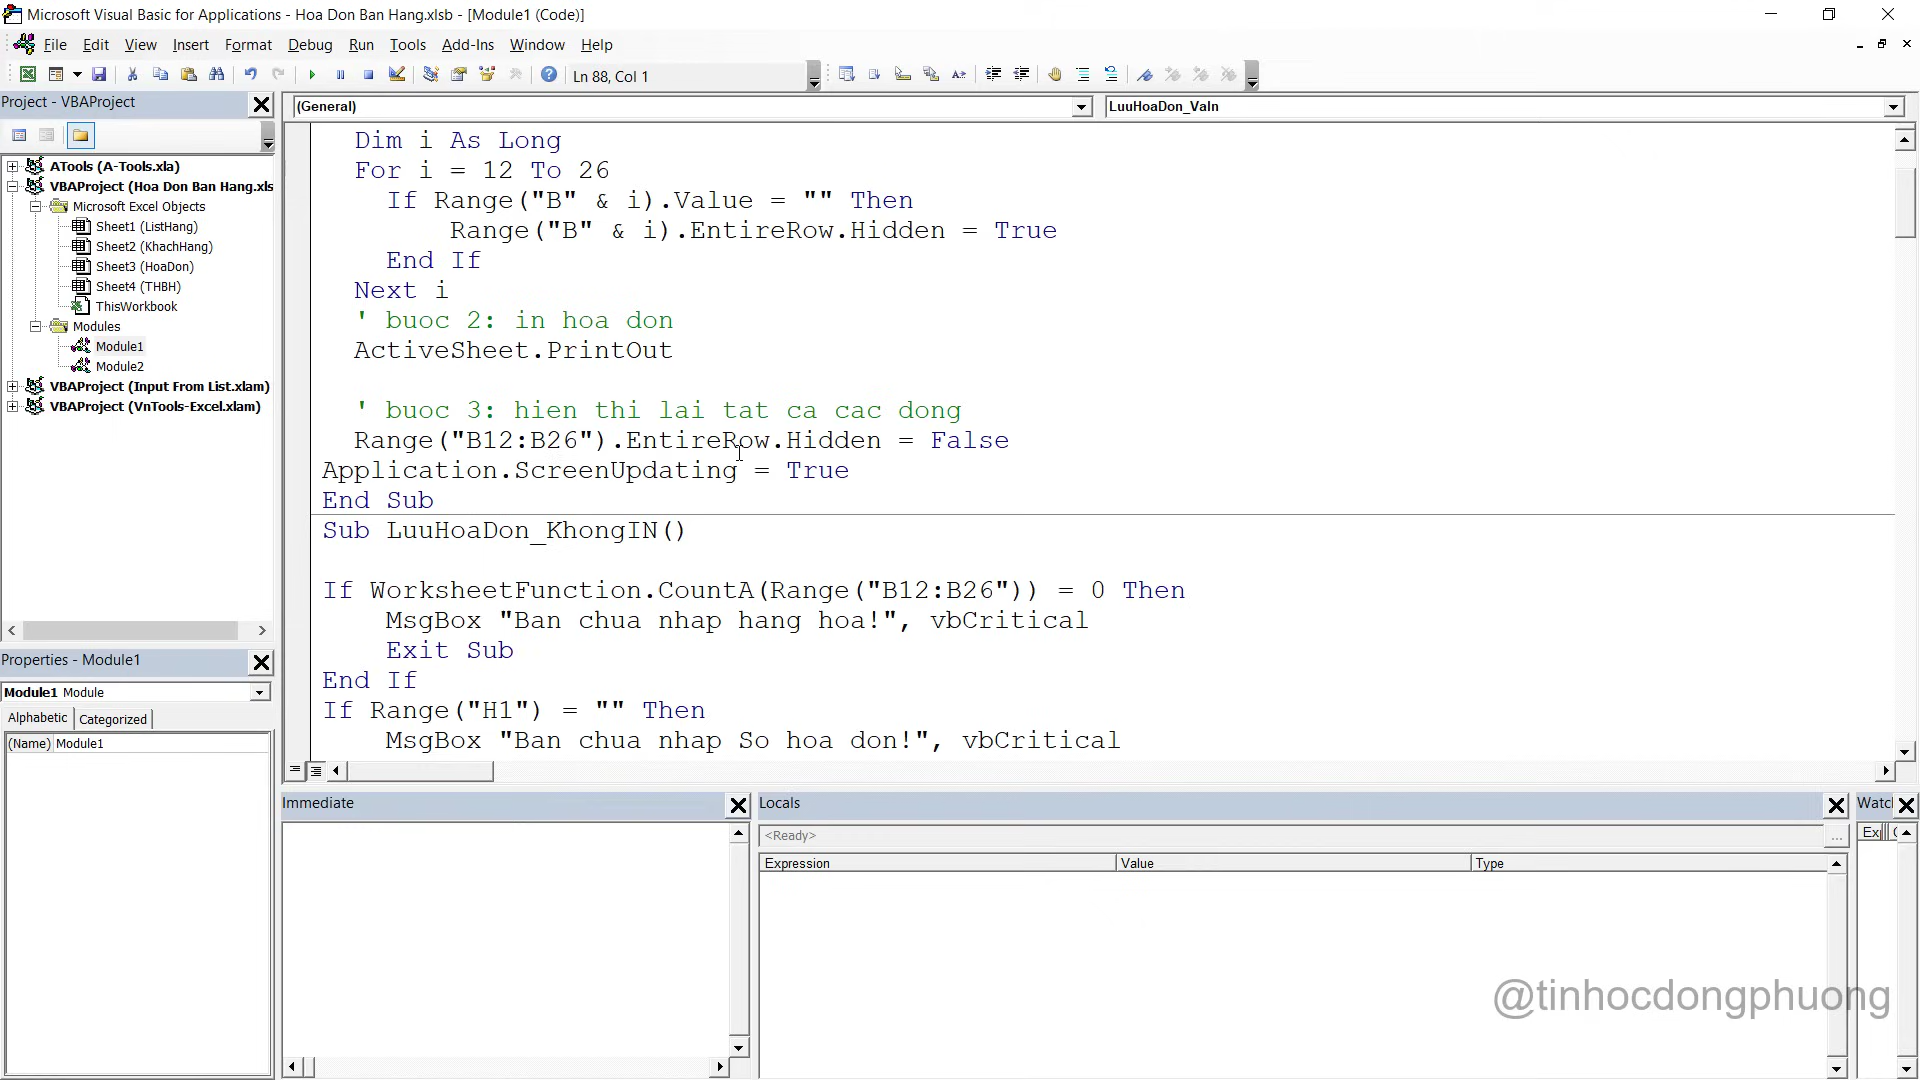 Microsoft Visual Basic for Applications - Hoa Don Ban Hang.xlsb - [Module1 (Code)]
File Edit View Insert Format Debug Run Tools Add-Ins Window Help
Ln 88, Col 1
Project - VBAProject
(General)
LuuHoaDon_VaIn
ATools (A-Tools.xla)
VBAProject (Hoa Don Ban Hang.xls
Microsoft Excel Objects
Sheet1 (ListHang)
Sheet2 (KhachHang)
Sheet3 (HoaDon)
Sheet4 (THBH)
ThisWorkbook
Modules
Module1
Module2
VBAProject (Input From List.xlam)
VBAProject (VnTools-Excel.xlam)
Dim i As Long
For i = 12 To 26
If Range("B" & i).Value = "" Then
Range("B" & i).EntireRow.Hidden = True
End If
Next i
' buoc 2: in hoa don
ActiveSheet.PrintOut
' buoc 3: hien thi lai tat ca cac dong
Range("B12:B26").EntireRow.Hidden = False
Application.ScreenUpdating = True
End Sub
Sub LuuHoaDon_KhongIN()
If WorksheetFunction.CountA(Range("B12:B26")) = 0 Then
MsgBox "Ban chua nhap hang hoa!", vbCritical
Exit Sub
End If
If Range("H1") = "" Then
MsgBox "Ban chua nhap So hoa don!", vbCritical
Properties - Module1
Module1 Module
Alphabetic Categorized
(Name) Module1
Immediate
Locals
<Ready>
...
Expression Value Type
Watc
Ex
@tinhocdongphuong